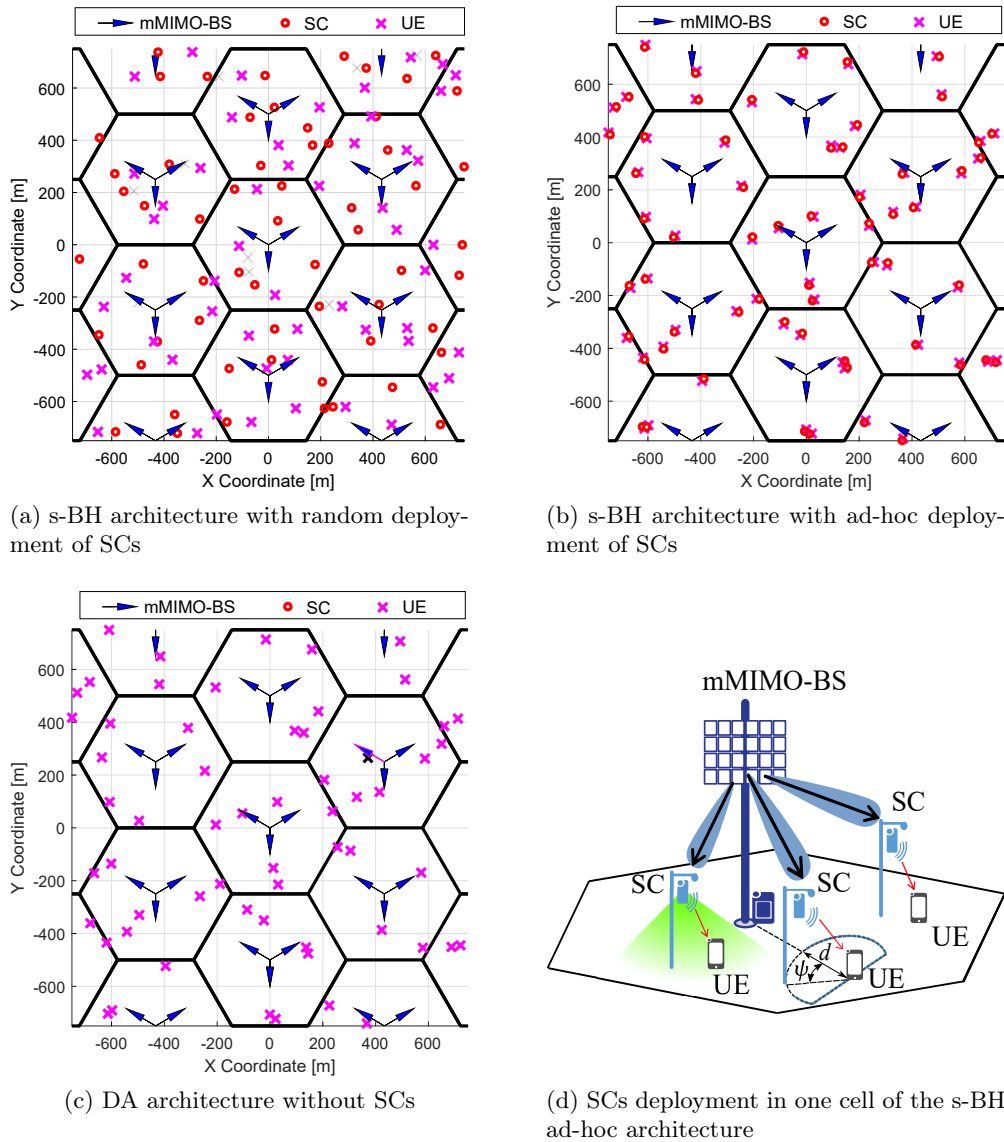 mMIMO-BS SC UE
600
400
200
0
-200
-400
-600
Y Coordinate [m]
-600 -400 -200 0 200 400 600
X Coordinate [m]
(a) s-BH architecture with random deploy-
ment of SCs
mMIMO-BS SC UE
600
400
200
0
-200
-400
-600
Y Coordinate [m]
-600 -400 -200 0 200 400 600
X Coordinate [m]
(b) s-BH architecture with ad-hoc deploy-
ment of SCs
mMIMO-BS SC UE
600
400
200
0
-200
-400
-600
Y Coordinate [m]
-600 -400 -200 0 200 400 600
X Coordinate [m]
(c) DA architecture without SCs
mMIMO-BS
SC
SC
SC
UE
UE
UE
d
ψ
(d) SCs deployment in one cell of the s-BH
ad-hoc architecture